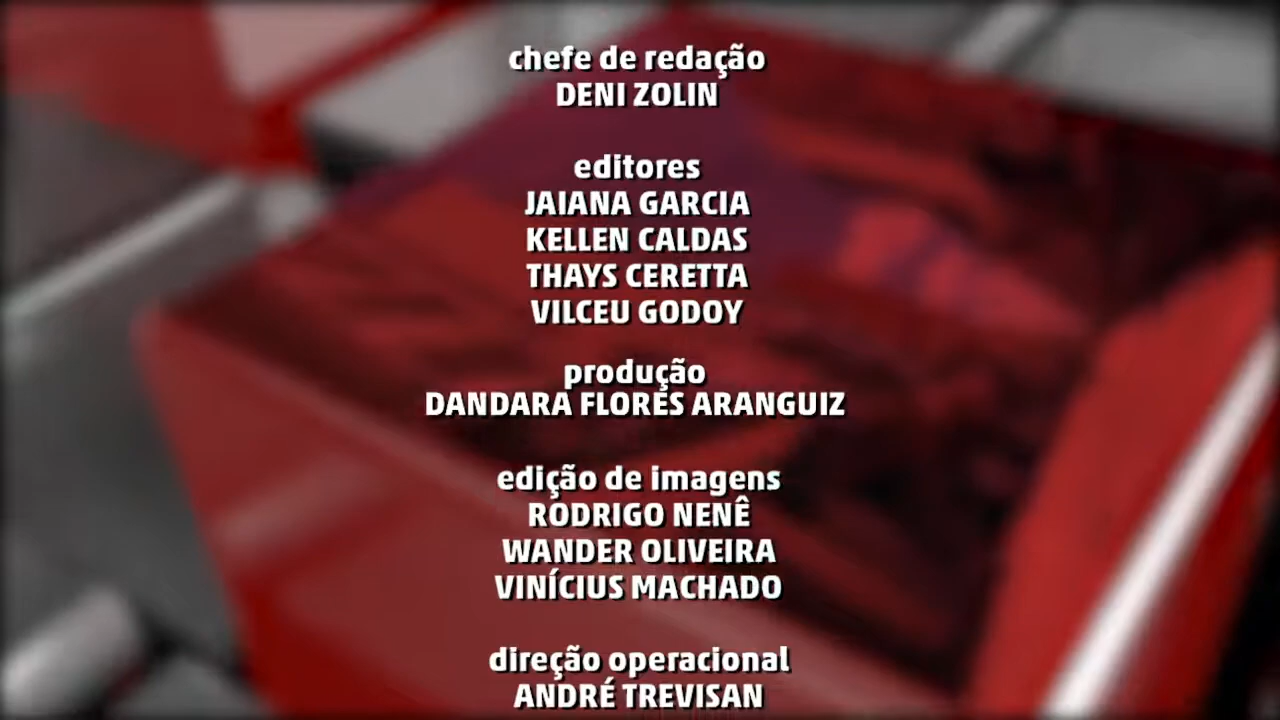 chefe de redação
DENI ZOLIN
editores
JAIANA GARCIA
KELLEN CALDAS
THAYS CERETTA
VILCEU GODOY
produção
DANDARA FLORES ARANGUIZ
edição de imagens
RODRIGO NENÊ
WANDER OLIVEIRA
VINÍCIUS MACHADO
direção operacional
ANDRÉ TREVISAN